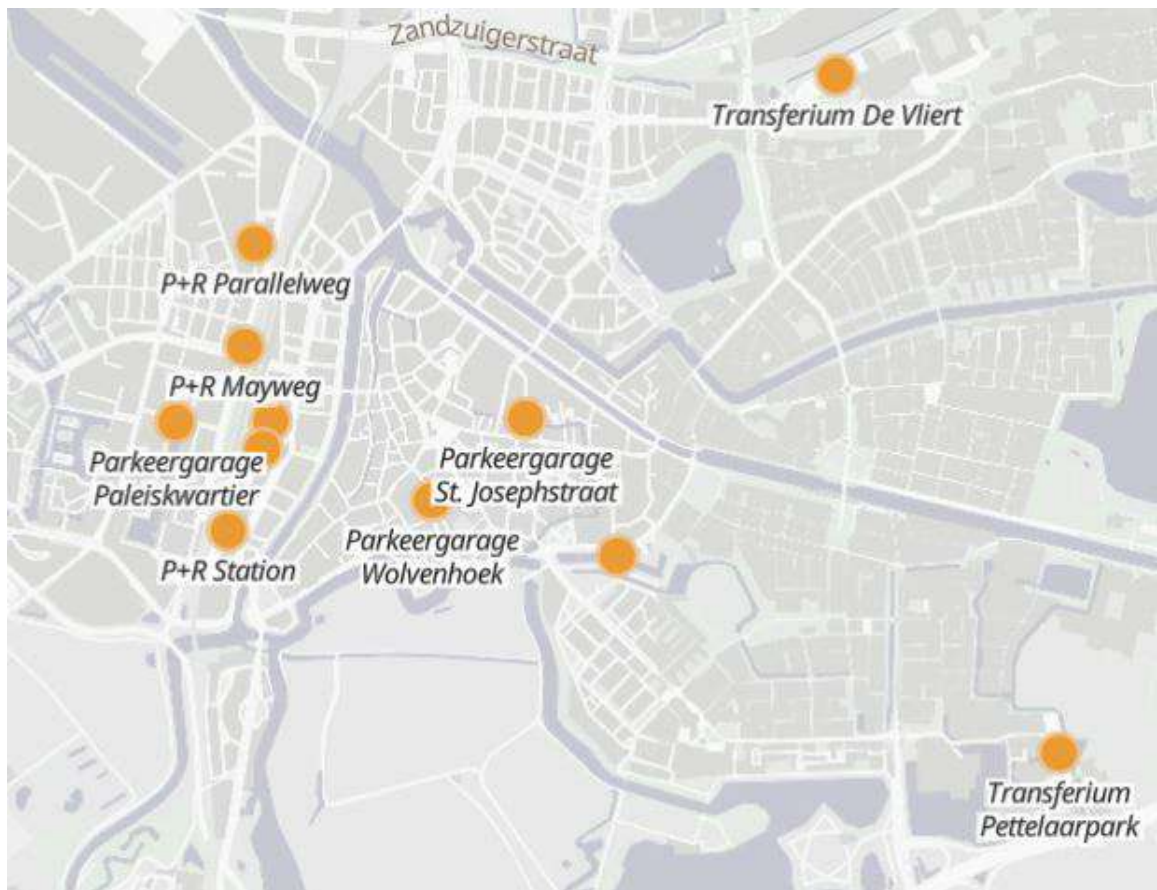 Zandzuigerstraat
Transferium De Vliert
P+R Parallelweg
P+R Mayweg
Parkeergarage
Paleiskwartier
Parkeergarage
St. Josephstraat
Parkeergarage
Wolvenhoek
P+R Station
Transferium
Pettelaarpark